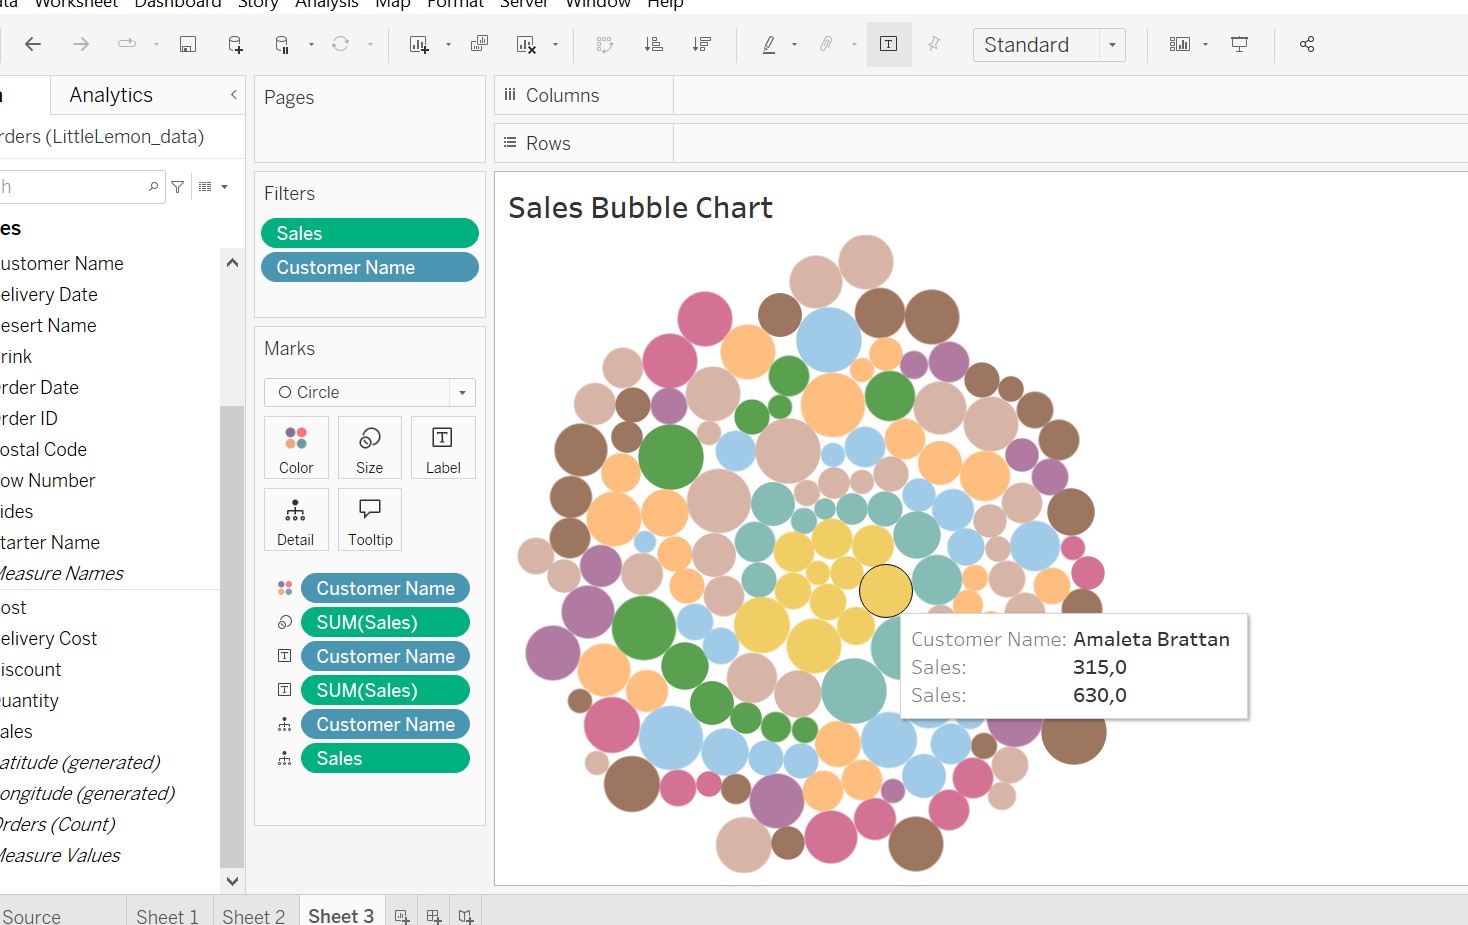 Worksheet Dashboard Story Analysis Map Format Server Window Help
Standard
Analytics
Pages
Columns
rders (LittleLemon_data)
Rows
h
Filters
Sales
Customer Name
es
ustomer Name
elivery Date
esert Name
rink
rder Date
rder ID
ostal Code
ow Number
ides
tarter Name
Measure Names
ost
elivery Cost
iscount
uantity
ales
atitude (generated)
ongitude (generated)
Orders (Count)
Measure Values
Marks
Circle
Color
Size
Label
Detail
Tooltip
Customer Name
SUM(Sales)
Customer Name
SUM(Sales)
Customer Name
Sales
Sales Bubble Chart
Customer Name: Amaleta Brattan
Sales: 315,0
Sales: 630,0
Source
Sheet 1
Sheet 2
Sheet 3